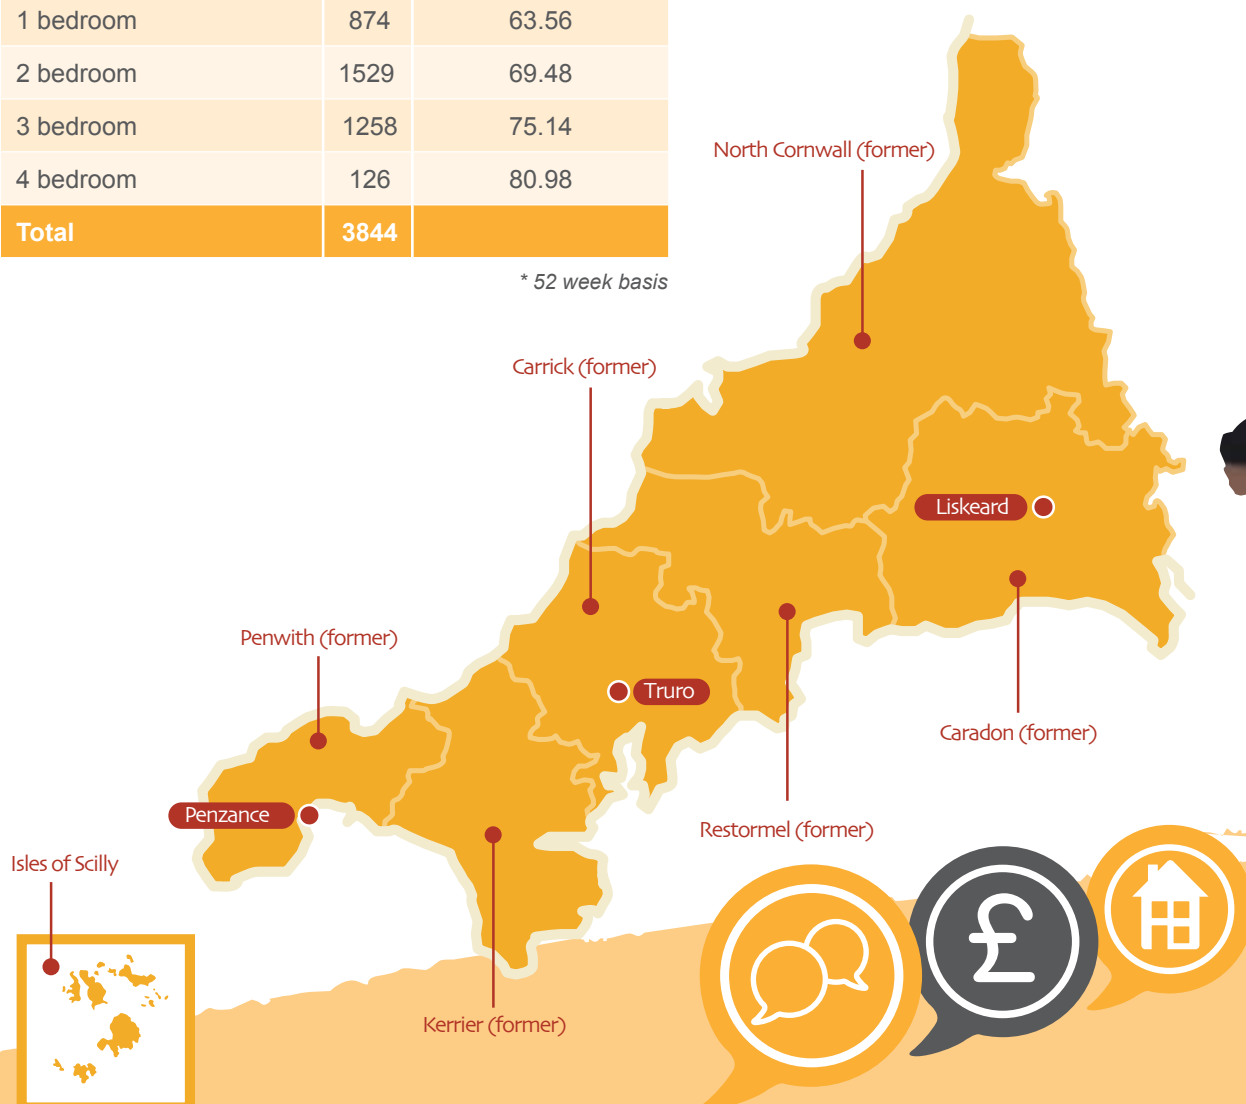 1 bedroom 874 63.56
2 bedroom 1529 69.48
3 bedroom 1258 75.14
4 bedroom 126 80.98
Total 3844
* 52 week basis
North Cornwall (former)
Carrick (former)
Liskeard
Penwith (former)
Truro
Caradon (former)
Penzance
Restormel (former)
Isles of Scilly
£
Kerrier (former)